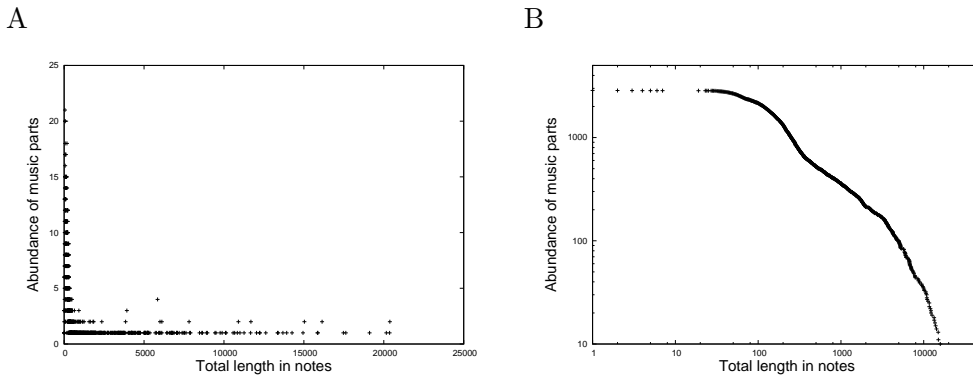 A
B
25
20
15
10
5
0
Abundance of music parts
0 5000 10000 15000 20000 25000
Total length in notes
1000
100
10
Abundance of music parts
1 10 100 1000 10000
Total length in notes